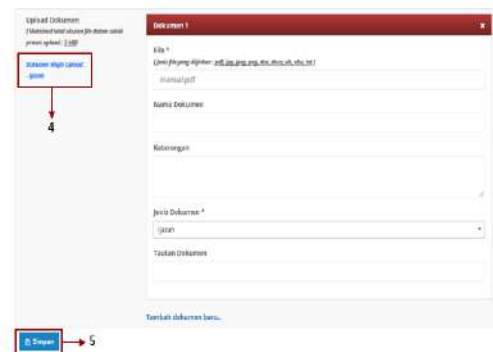 Upload Dokumen
(Maksimal total ukuran file dalam sekali
proses upload : 5 MB)
Dokumen Wajib Upload :
- Ijazah
4
Dokumen 1
x
File *
(Jenis file yang diijinkan : pdf, jpg, jpeg, png, doc, docx, xls, xlsx, txt )
manual.pdf
Nama Dokumen
Keterangan
Jenis Dokumen *
Ijazah
Tautan Dokumen
Tambah dokumen baru..
Simpan
5